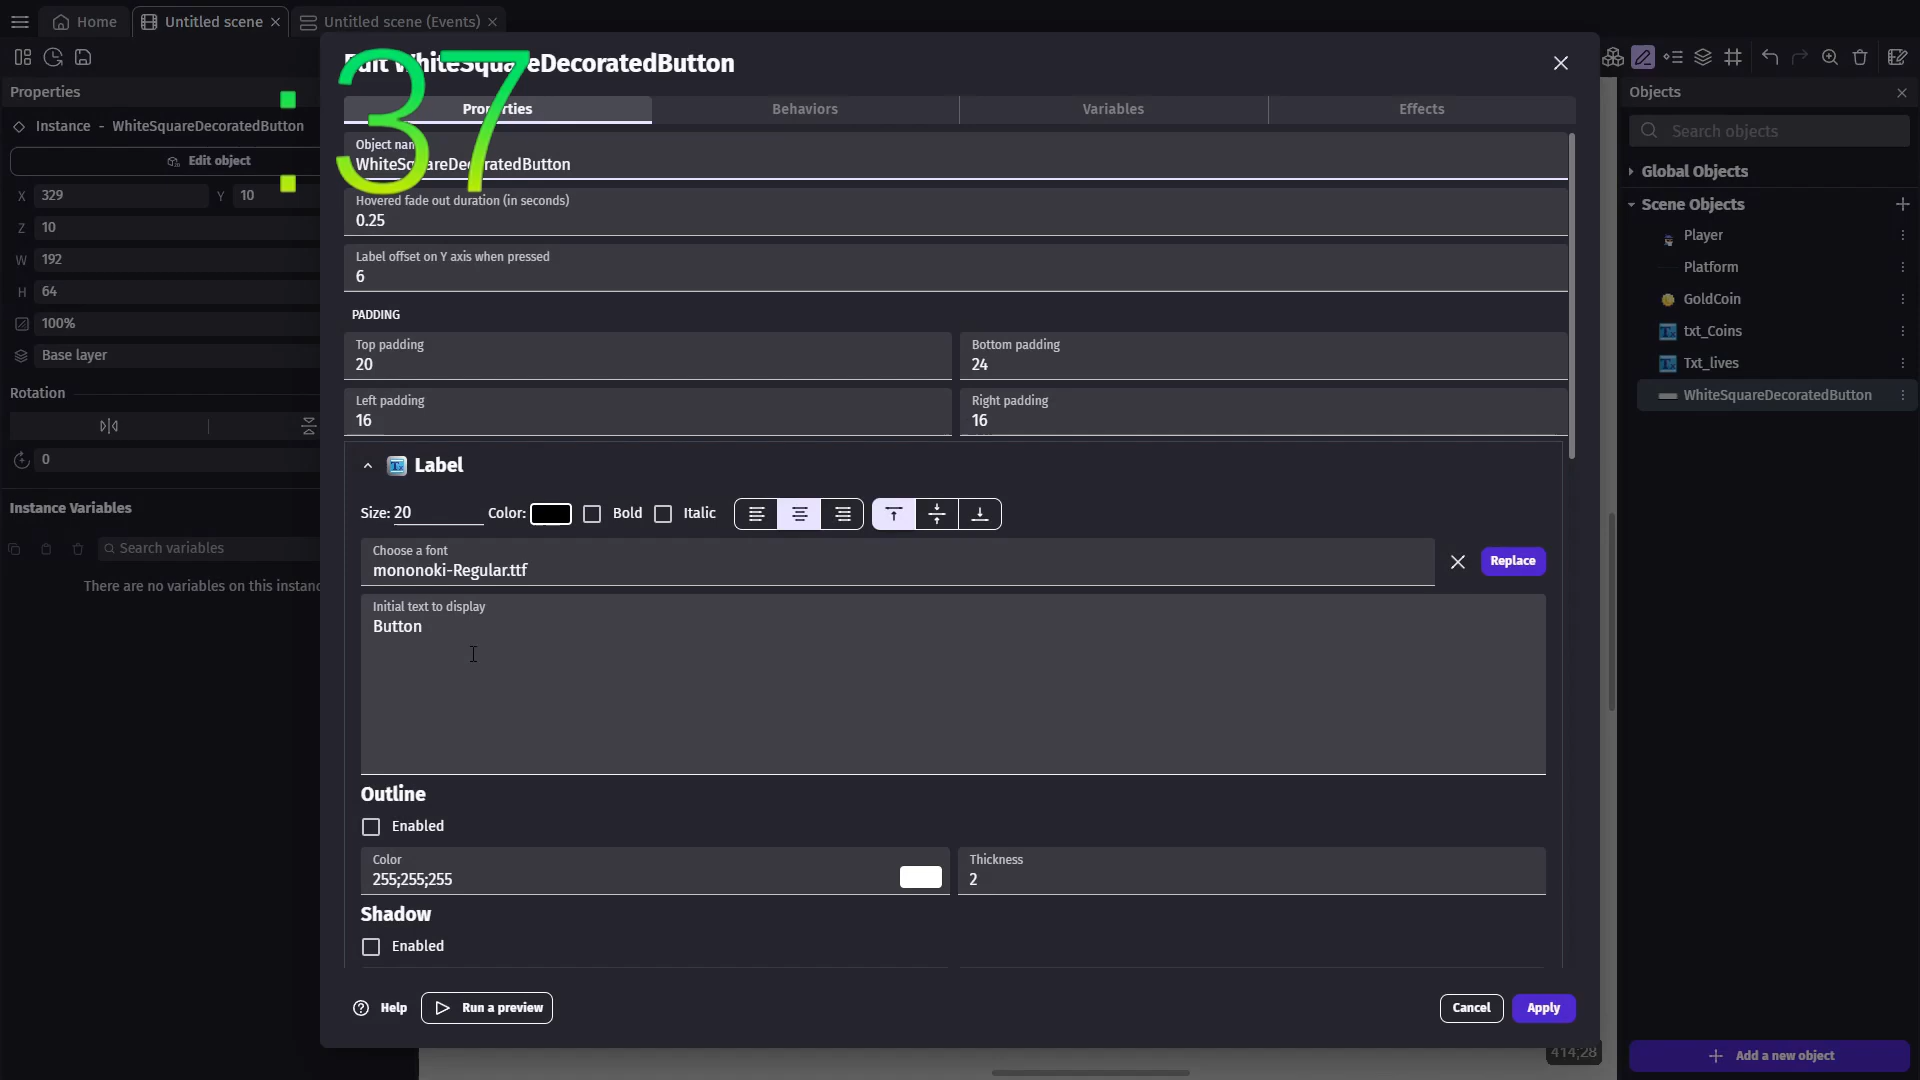 Home
Untitled scene
Untitled scene (Events)
Properties
Instance - WhiteSquareDecoratedButton
Edit object
X 329
Y 10
Z 10
W 192
H 64
100%
Base layer
Rotation
0
Instance Variables
Search variables
There are no variables on this instanc
37
Edit WhiteSquareDecoratedButton
Properties
Behaviors
Variables
Effects
Object name
WhiteSquareDecoratedButton
Hovered fade out duration (in seconds)
0.25
Label offset on Y axis when pressed
6
PADDING
Top padding
20
Bottom padding
24
Left padding
16
Right padding
16
Label
Size: 20
Color:
Bold
Italic
Choose a font
mononoki-Regular.ttf
Replace
Initial text to display
Button
Outline
Enabled
Color
255;255;255
Thickness
2
Shadow
Enabled
Help
Run a preview
Cancel
Apply
Objects
Search objects
Global Objects
Scene Objects
Player
Platform
GoldCoin
txt_Coins
Txt_lives
WhiteSquareDecoratedButton
414;28
Add a new object